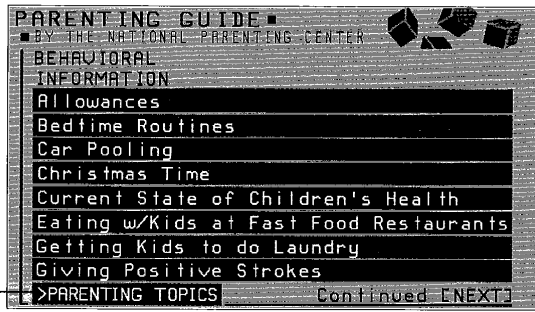 PARENTING GUIDE
BY THE NATIONAL PARENTING CENTER
BEHAVIORAL
INFORMATION
Allowances
Bedtime Routines
Car Pooling
Christmas Time
Current State of Children's Health
Eating w/Kids at Fast Food Restaurants
Getting Kids to do Laundry
Giving Positive Strokes
>PARENTING TOPICS Continued [NEXT]